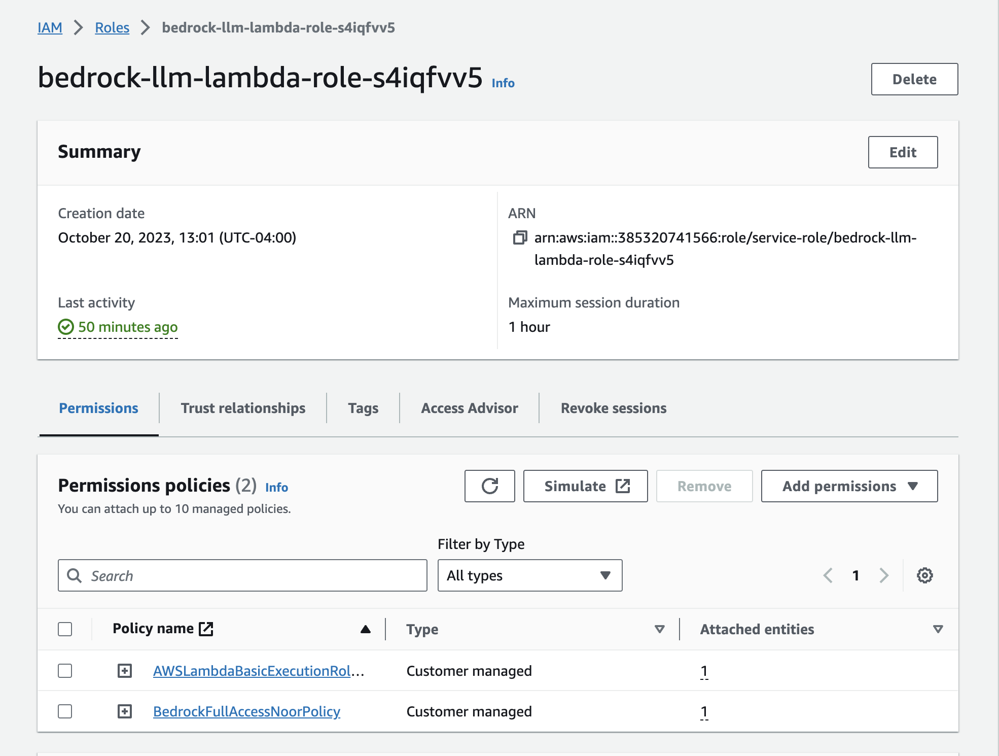 IAM > Roles > bedrock-llm-lambda-role-s4iqfvv5
bedrock-llm-lambda-role-s4iqfvv5 Info
Delete
Summary
Edit
Creation date
October 20, 2023, 13:01 (UTC-04:00)
ARN
arn:aws:iam::385320741566:role/service-role/bedrock-llm-
lambda-role-s4iqfvv5
Last activity
50 minutes ago
Maximum session duration
1 hour
Permissions Trust relationships Tags Access Advisor Revoke sessions
Permissions policies (2) Info
You can attach up to 10 managed policies.
Simulate Remove Add permissions
Filter by Type
Search All types 1
Policy name Type Attached entities
AWSLambdaBasicExecutionRol... Customer managed 1
BedrockFullAccessNoorPolicy Customer managed 1